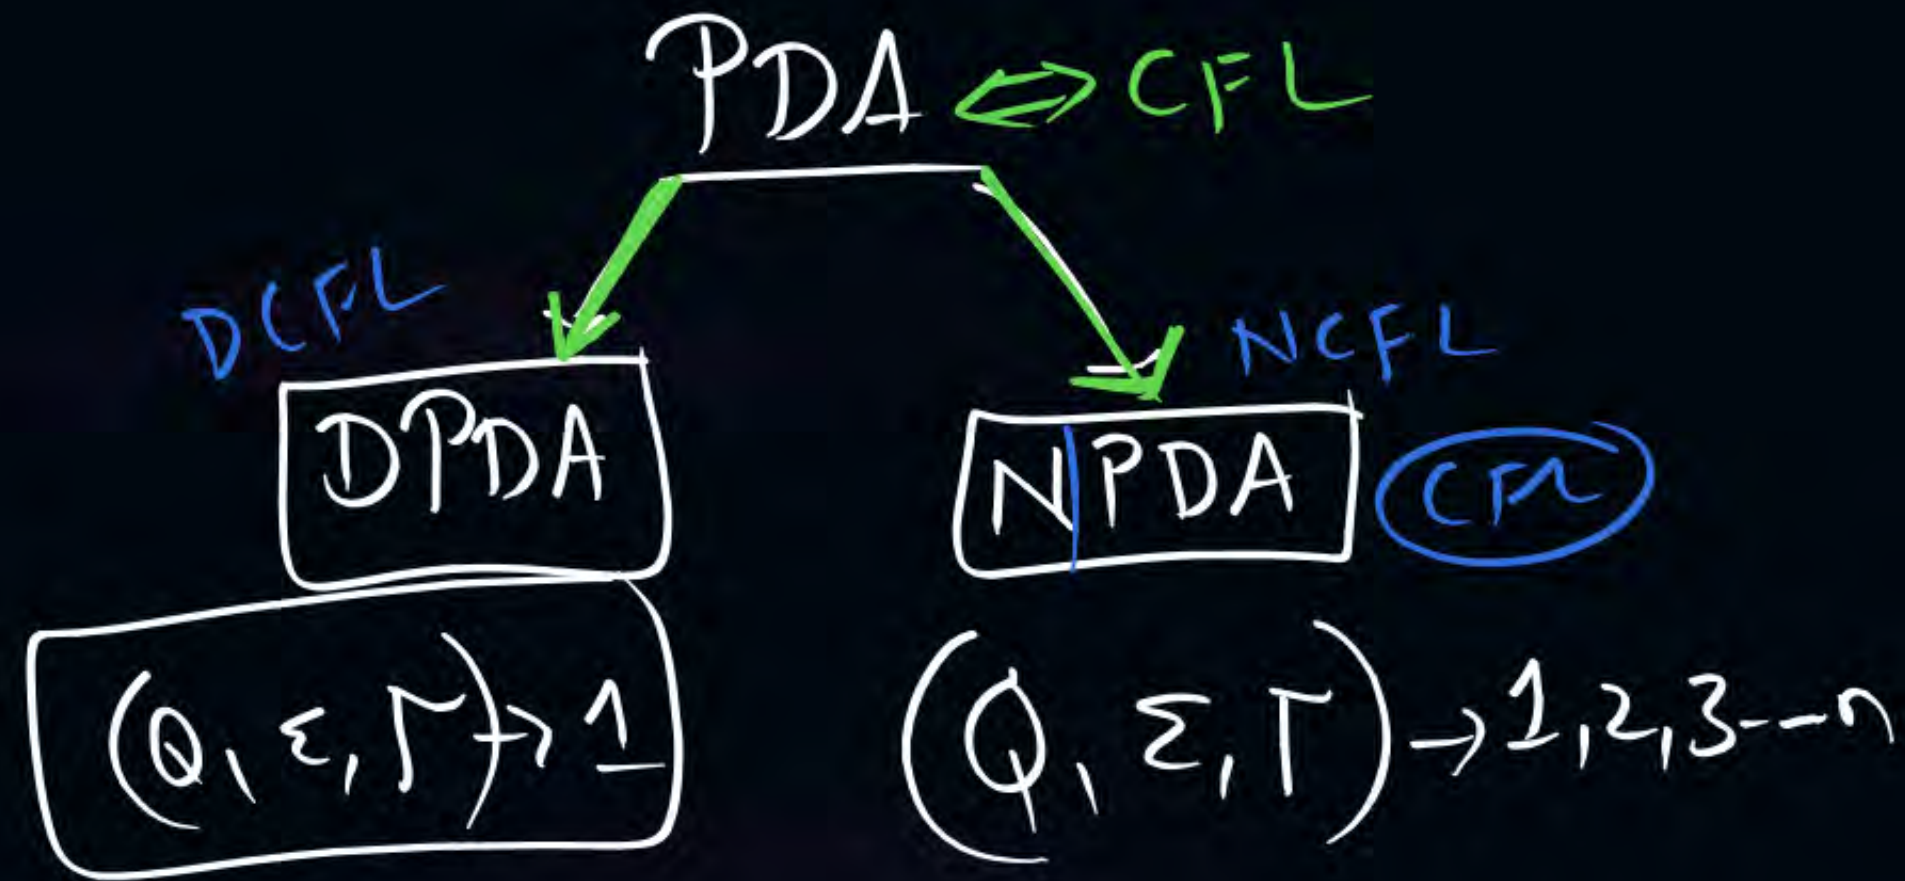 PDA ⇔ CFL
DCFL
NCFL
DPDA
NPDA
CFL
(Q, Σ, Γ) → 1
(Q, Σ, Γ) → 1, 2, 3---n